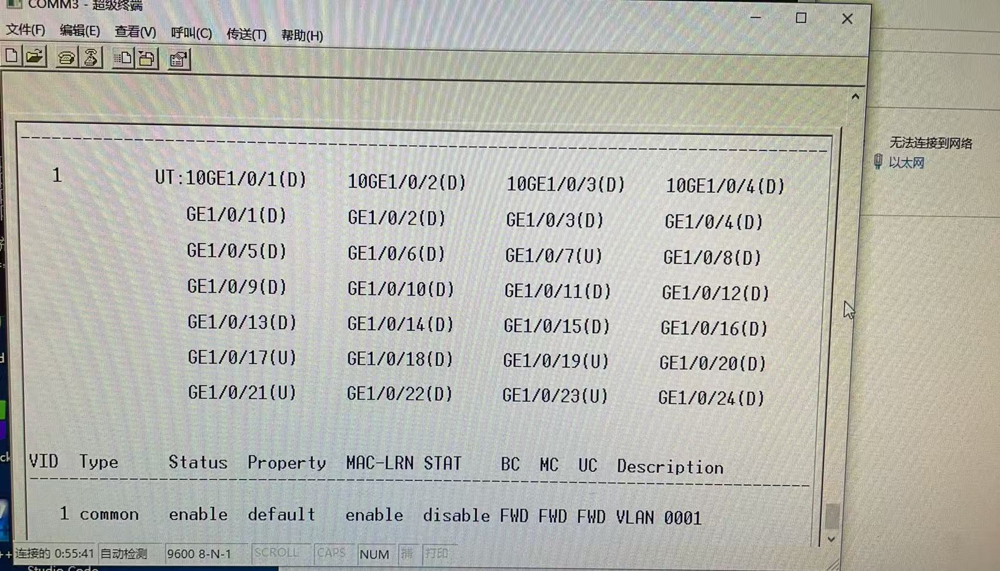 COMM3 - 超级终端
文件(F) 编辑(E) 查看(V) 呼叫(C) 传送(T) 帮助(H)
无法连接到网络
以太网
--------------------------------------------------------------------------------
1 UT:10GE1/0/1(D) 10GE1/0/2(D) 10GE1/0/3(D) 10GE1/0/4(D)
GE1/0/1(D) GE1/0/2(D) GE1/0/3(D) GE1/0/4(D)
GE1/0/5(D) GE1/0/6(D) GE1/0/7(U) GE1/0/8(D)
GE1/0/9(D) GE1/0/10(D) GE1/0/11(D) GE1/0/12(D)
GE1/0/13(D) GE1/0/14(D) GE1/0/15(D) GE1/0/16(D)
GE1/0/17(U) GE1/0/18(D) GE1/0/19(U) GE1/0/20(D)
GE1/0/21(U) GE1/0/22(D) GE1/0/23(U) GE1/0/24(D)
VID Type Status Property MAC-LRN STAT BC MC UC Description
--------------------------------------------------------------------------------
1 common enable default enable disable FWD FWD FWD VLAN 0001
连接的 0:55:41 自动检测 9600 8-N-1 SCROLL CAPS NUM 捕 打印
Studio Code